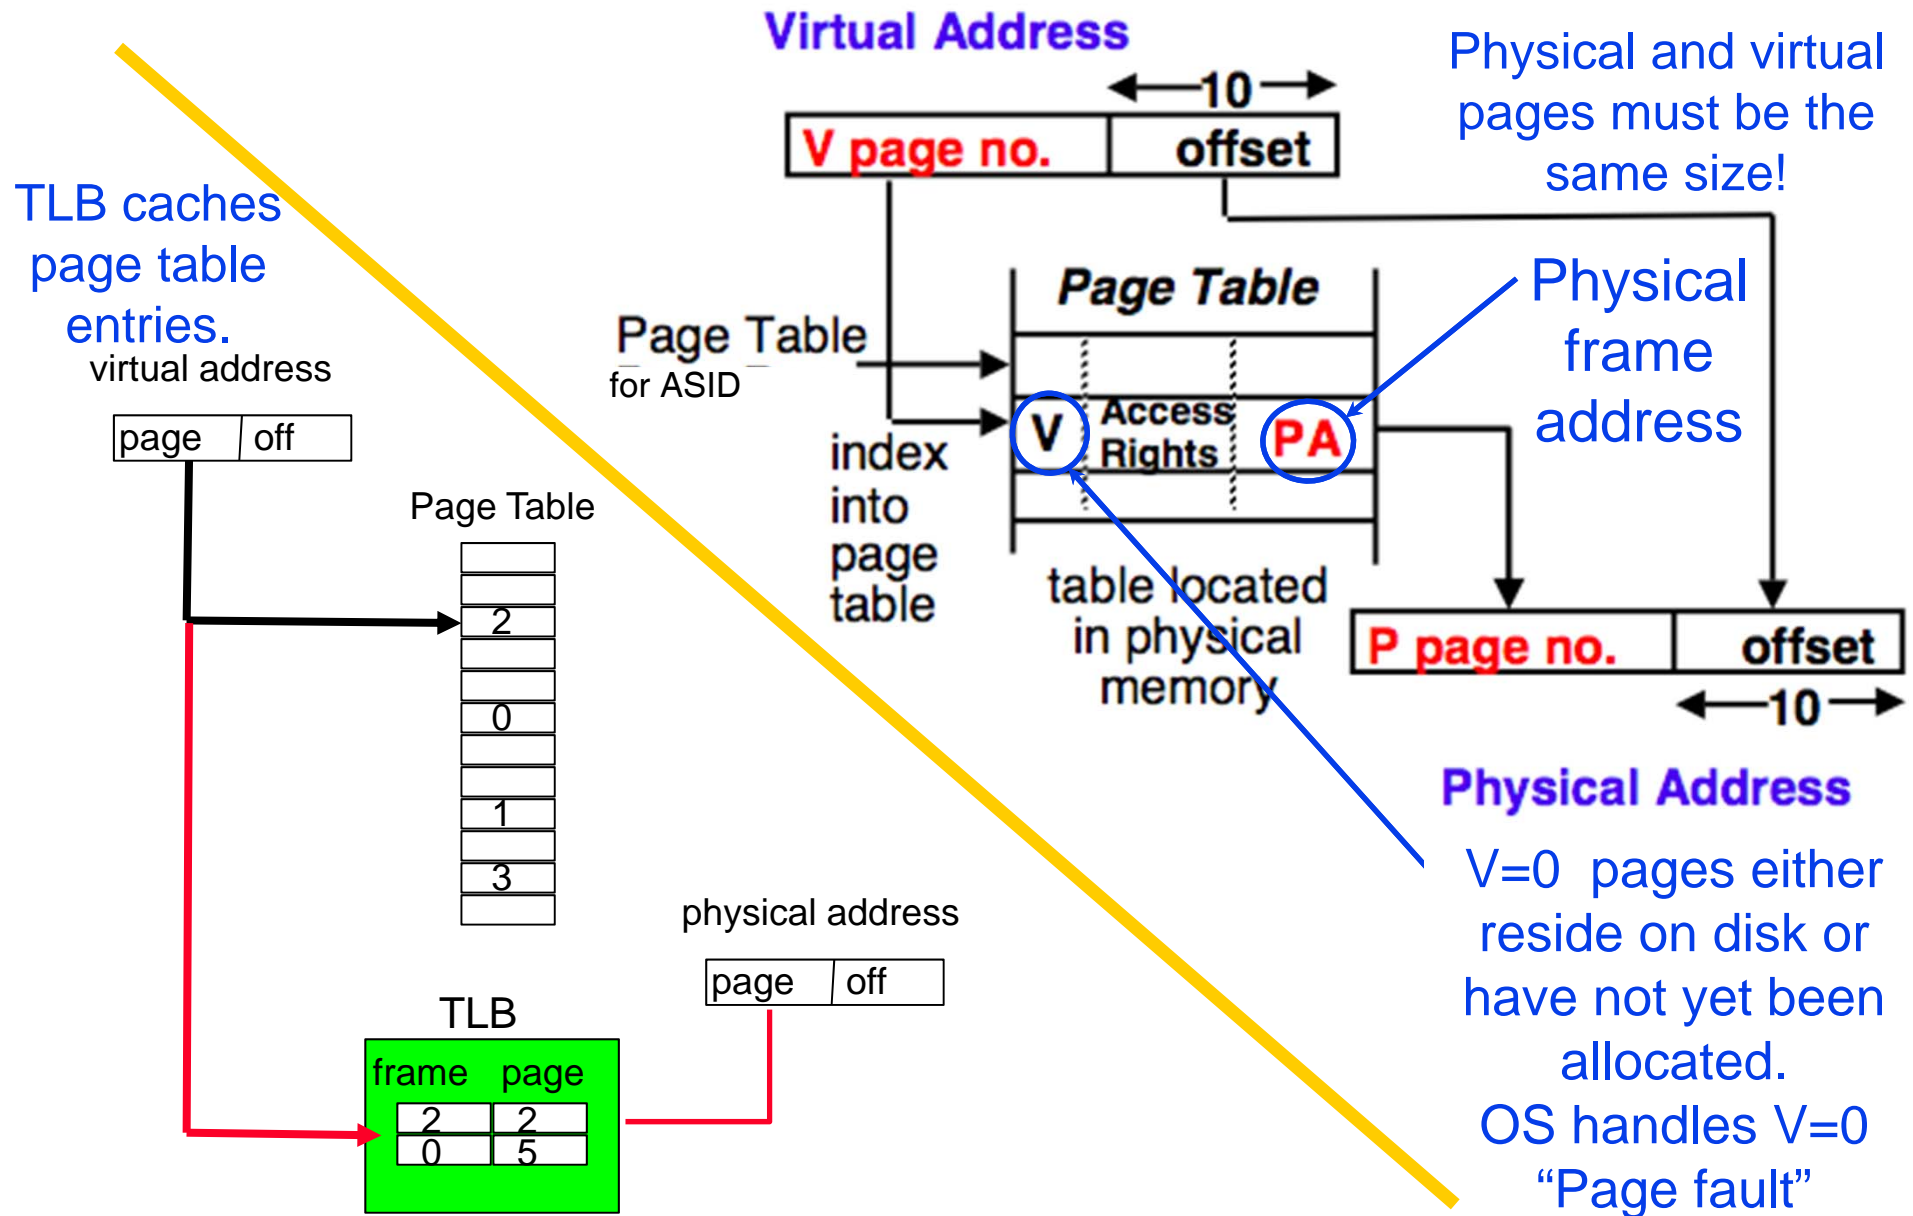 Virtual Address
10
V page no. offset
Physical and virtual
pages must be the
same size!
TLB caches
page table
entries.
virtual address
page off
Page Table
2
0
1
3
TLB
frame page
2 2
0 5
physical address
page off
Page Table
for ASID
index
into
page
table
Page Table
V Access Rights PA
table located
in physical
memory
Physical
frame
address
P page no. offset
10
Physical Address
V=0 pages either
reside on disk or
have not yet been
allocated.
OS handles V=0
“Page fault”